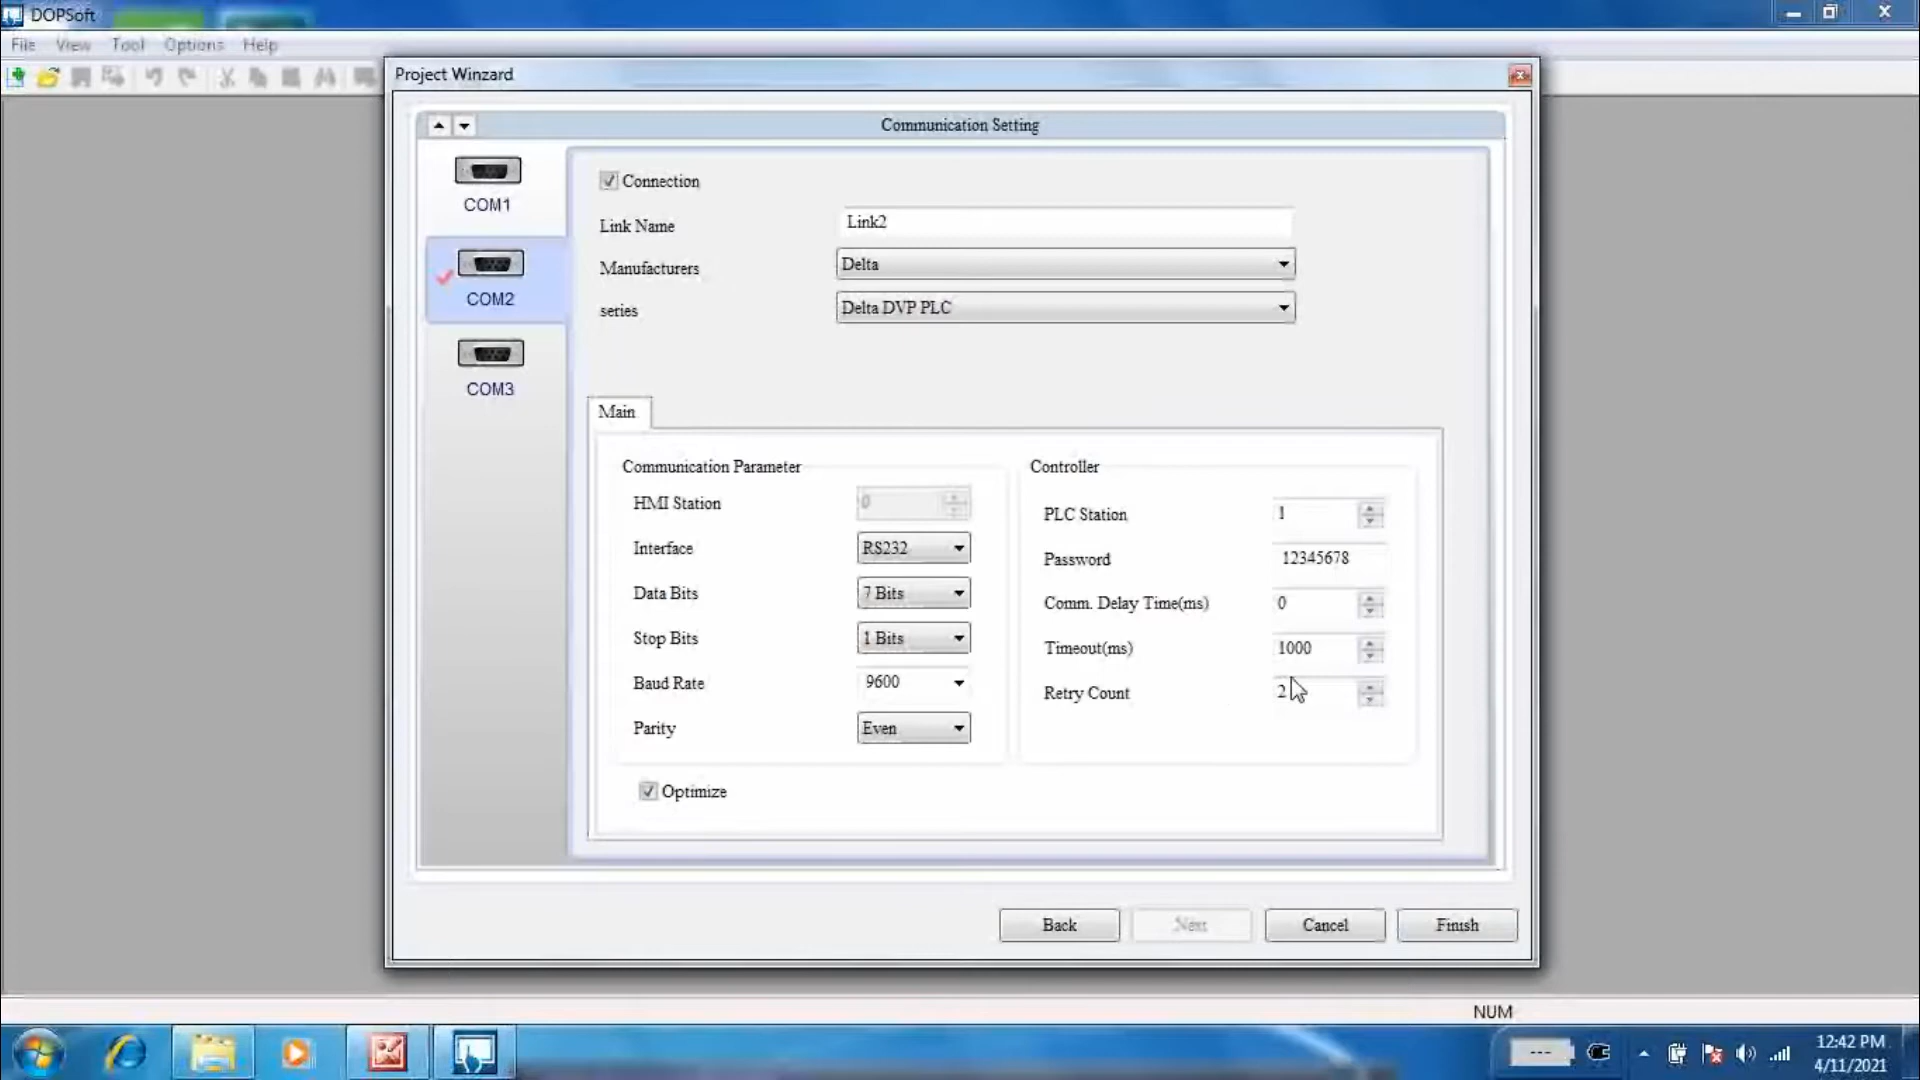 DOPSoft
File View Tool Options Help
Project Winzard
Communication Setting
COM1
COM2
COM3
Connection
Link Name Link2
Manufacturers Delta
series Delta DVP PLC
Main
Communication Parameter
HMI Station 0
Interface RS232
Data Bits 7 Bits
Stop Bits 1 Bits
Baud Rate 9600
Parity Even
Optimize
Controller
PLC Station 1
Password 12345678
Comm. Delay Time(ms) 0
Timeout(ms) 1000
Retry Count 2
Back Next Cancel Finish
NUM
---
12:42 PM
4/11/2021